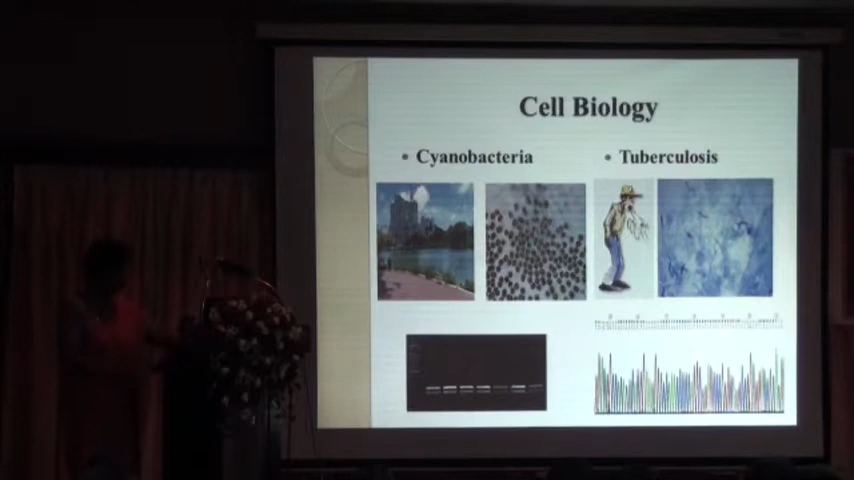 Cell Biology
• Cyanobacteria
• Tuberculosis